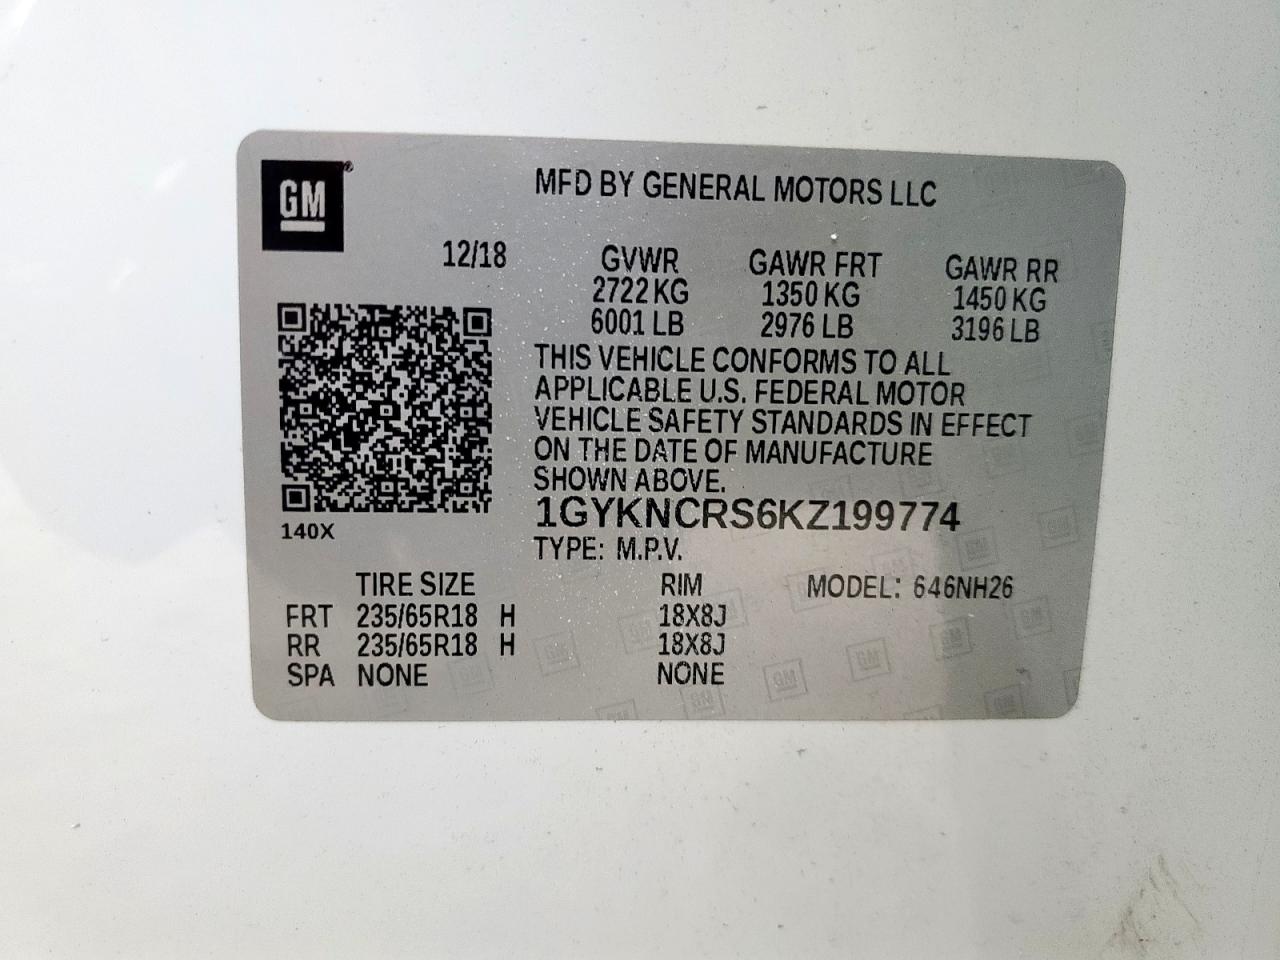 GM®
MFD BY GENERAL MOTORS LLC
12/18 GVWR GAWR FRT GAWR RR
2722 KG 1350 KG 1450 KG
6001 LB 2976 LB 3196 LB
THIS VEHICLE CONFORMS TO ALL
APPLICABLE U.S. FEDERAL MOTOR
VEHICLE SAFETY STANDARDS IN EFFECT
ON THE DATE OF MANUFACTURE
SHOWN ABOVE.
1GYKNCRS6KZ199774
140X
TYPE: M.P.V.
TIRE SIZE RIM MODEL: 646NH26
FRT 235/65R18 H 18X8J
RR 235/65R18 H 18X8J
SPA NONE NONE